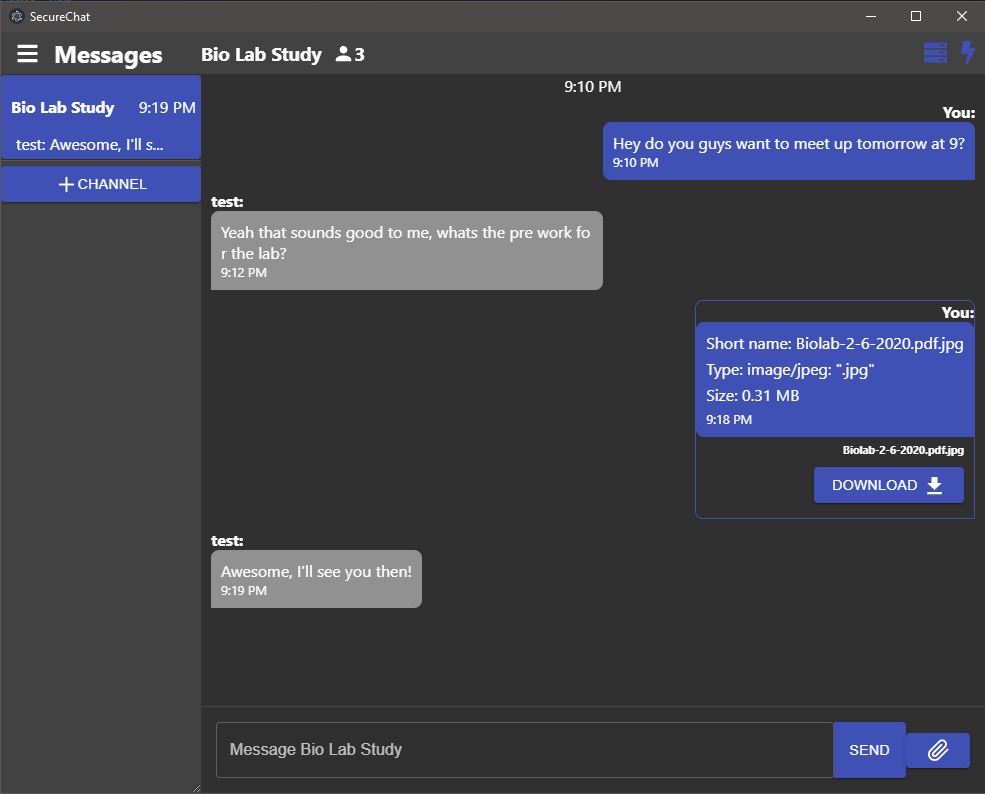 SecureChat
Messages
Bio Lab Study 3
Bio Lab Study 9:19 PM
test: Awesome, I'll s...
CHANNEL
9:10 PM
You:
Hey do you guys want to meet up tomorrow at 9?
9:10 PM
test:
Yeah that sounds good to me, whats the pre work fo
r the lab?
9:12 PM
You:
Short name: Biolab-2-6-2020.pdf.jpg
Type: image/jpeg: ".jpg"
Size: 0.31 MB
9:18 PM
Biolab-2-6-2020.pdf.jpg
DOWNLOAD
test:
Awesome, I'll see you then!
9:19 PM
Message Bio Lab Study
SEND